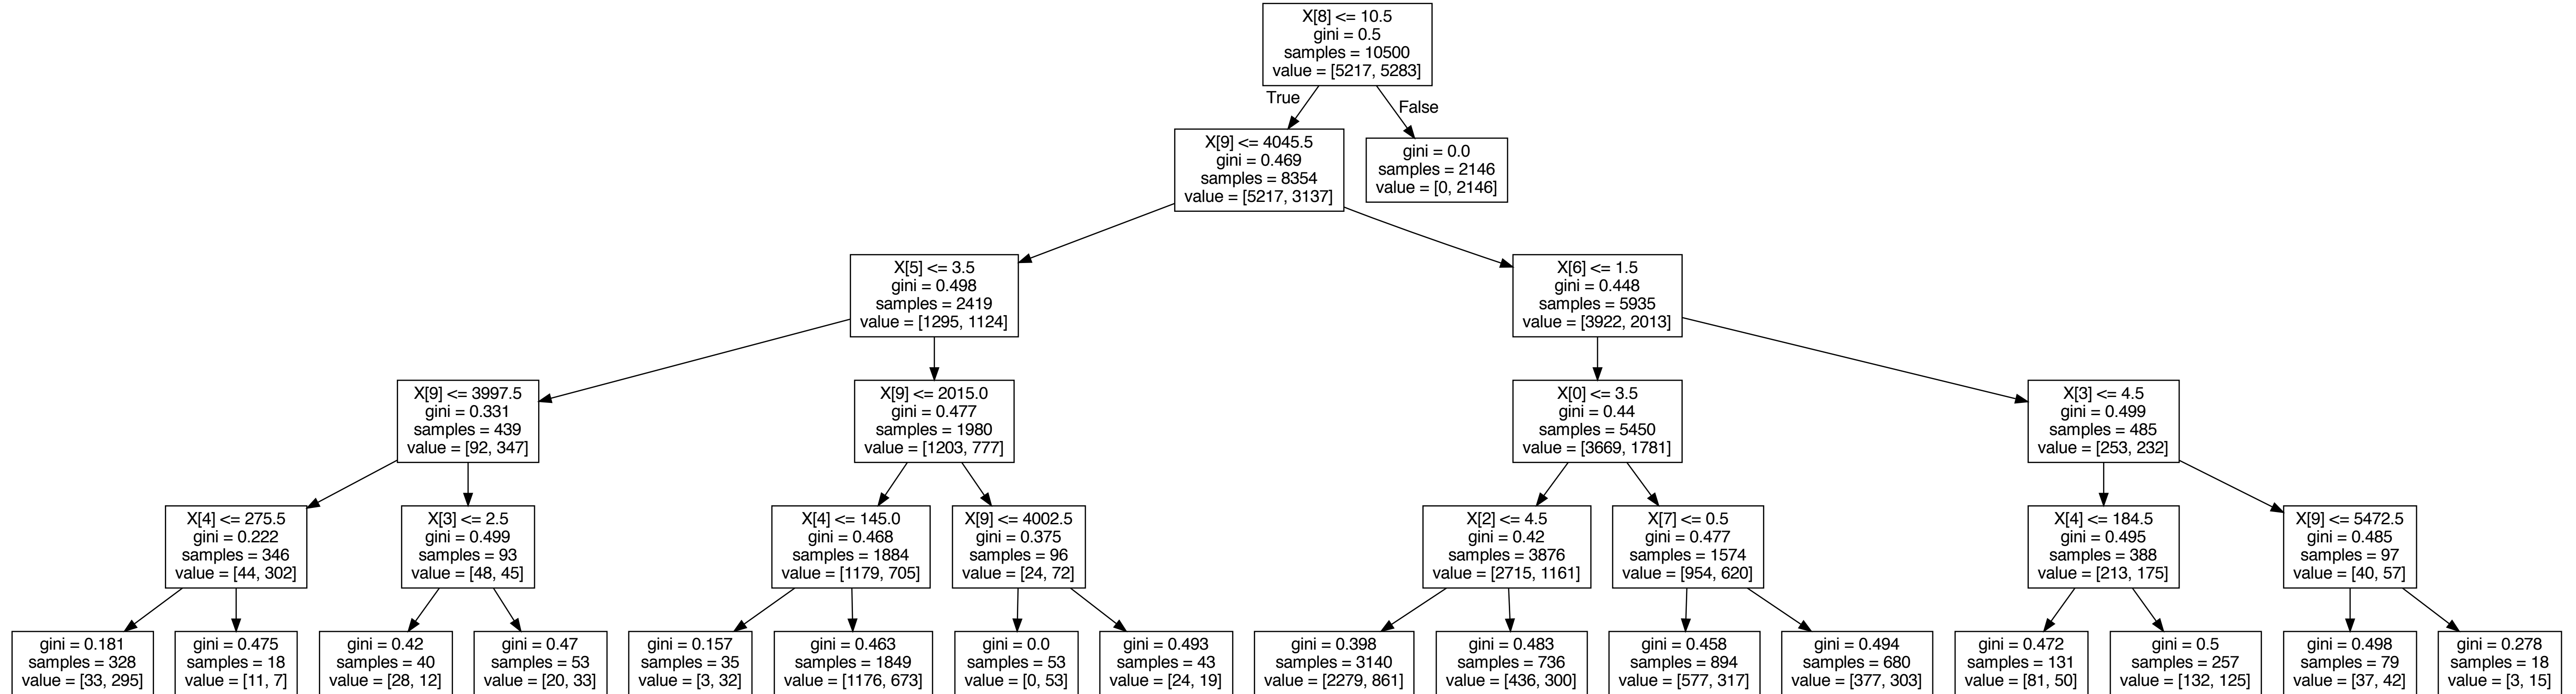 X[8] <= 10.5
gini = 0.5
samples = 10500
value = [5217, 5283]
True
False
X[9] <= 4045.5
gini = 0.469
samples = 8354
value = [5217, 3137]
gini = 0.0
samples = 2146
value = [0, 2146]
X[5] <= 3.5
gini = 0.498
samples = 2419
value = [1295, 1124]
X[6] <= 1.5
gini = 0.448
samples = 5935
value = [3922, 2013]
X[9] <= 3997.5
gini = 0.331
samples = 439
value = [92, 347]
X[9] <= 2015.0
gini = 0.477
samples = 1980
value = [1203, 777]
X[0] <= 3.5
gini = 0.44
samples = 5450
value = [3669, 1781]
X[3] <= 4.5
gini = 0.499
samples = 485
value = [253, 232]
X[4] <= 275.5
gini = 0.222
samples = 346
value = [44, 302]
X[3] <= 2.5
gini = 0.499
samples = 93
value = [48, 45]
X[4] <= 145.0
gini = 0.468
samples = 1884
value = [1179, 705]
X[9] <= 4002.5
gini = 0.375
samples = 96
value = [24, 72]
X[2] <= 4.5
gini = 0.42
samples = 3876
value = [2715, 1161]
X[7] <= 0.5
gini = 0.477
samples = 1574
value = [954, 620]
X[4] <= 184.5
gini = 0.495
samples = 388
value = [213, 175]
X[9] <= 5472.5
gini = 0.485
samples = 97
value = [40, 57]
gini = 0.181
samples = 328
value = [33, 295]
gini = 0.475
samples = 18
value = [11, 7]
gini = 0.42
samples = 40
value = [28, 12]
gini = 0.47
samples = 53
value = [20, 33]
gini = 0.157
samples = 35
value = [3, 32]
gini = 0.463
samples = 1849
value = [1176, 673]
gini = 0.0
samples = 53
value = [0, 53]
gini = 0.493
samples = 43
value = [24, 19]
gini = 0.398
samples = 3140
value = [2279, 861]
gini = 0.483
samples = 736
value = [436, 300]
gini = 0.458
samples = 894
value = [577, 317]
gini = 0.494
samples = 680
value = [377, 303]
gini = 0.472
samples = 131
value = [81, 50]
gini = 0.5
samples = 257
value = [132, 125]
gini = 0.498
samples = 79
value = [37, 42]
gini = 0.278
samples = 18
value = [3, 15]